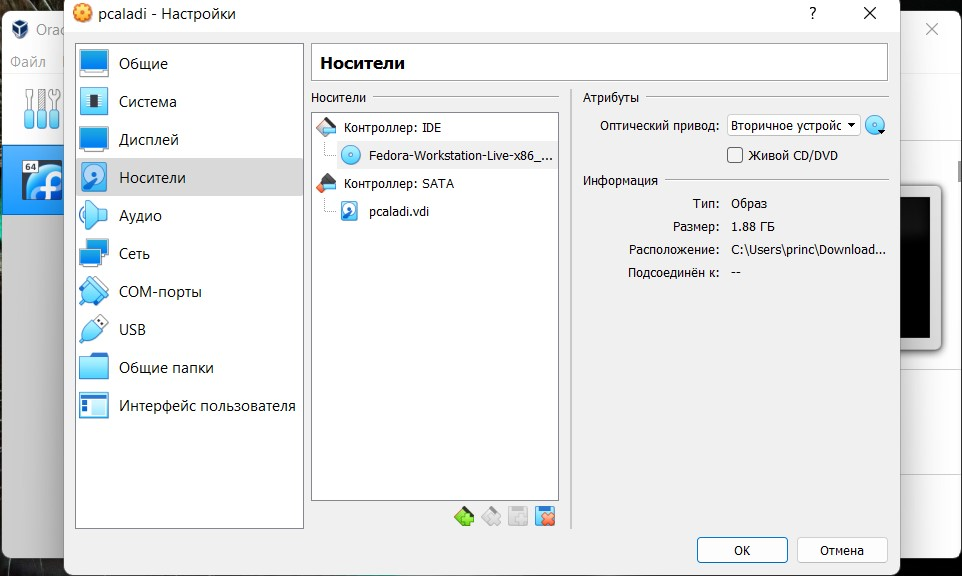 pcaladi - Настройки
?
Файл
64
Общие
Система
Дисплей
Носители
Аудио
Сеть
COM-порты
USB
Общие папки
Интерфейс пользователя
Носители
Носители
Контроллер: IDE
Fedora-Workstation-Live-x86_...
Контроллер: SATA
pcaladi.vdi
Атрибуты
Оптический привод: Вторичное устройс
Живой CD/DVD
Информация
Тип: Образ
Размер: 1.88 ГБ
Расположение: C:\Users\princ\Download...
Подсоединён к: --
OK
Отмена